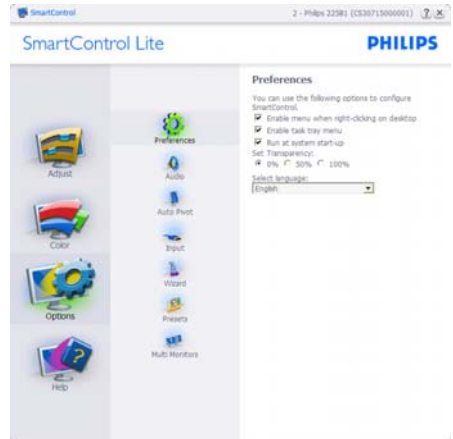 SmartControl
2 - Philips 225B1 (CS30715000001)
? X
SmartControl Lite
PHILIPS
Adjust
Color
Options
Help
Preferences
Audio
Auto Pivot
Input
Wizard
Presets
Multi Monitors
Preferences
You can use the following options to configure
SmartControl.
Enable menu when right-clicking on desktop
Enable task tray menu
Run at system start-up
Set Transparency:
0% 50% 100%
Select language:
English